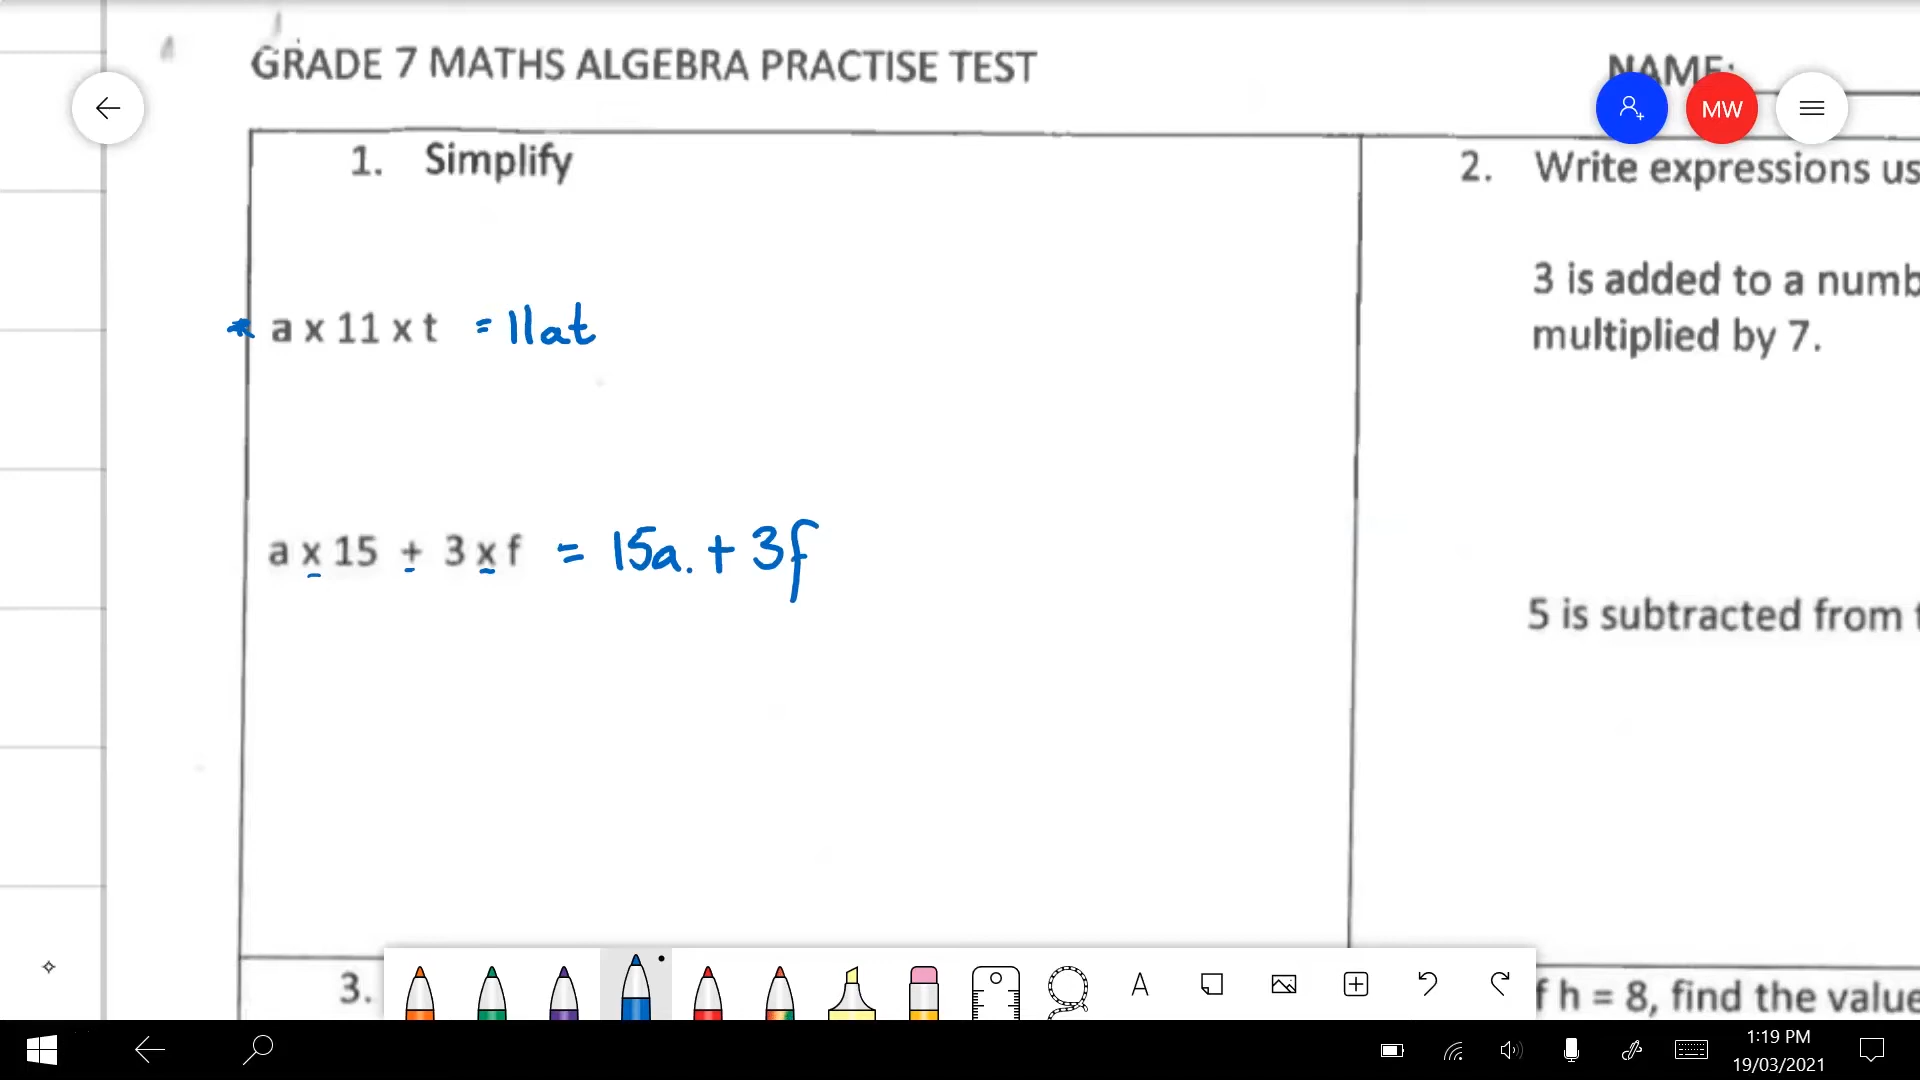 GRADE 7 MATHS ALGEBRA PRACTISE TEST
NAME:
MW
1. Simplify
a x 11 x t = 11at
a x 15 + 3 x f = 15a. + 3f
2. Write expressions us
3 is added to a numb
multiplied by 7.
5 is subtracted from t
3.
f h = 8, find the value
A
1:19 PM
19/03/2021